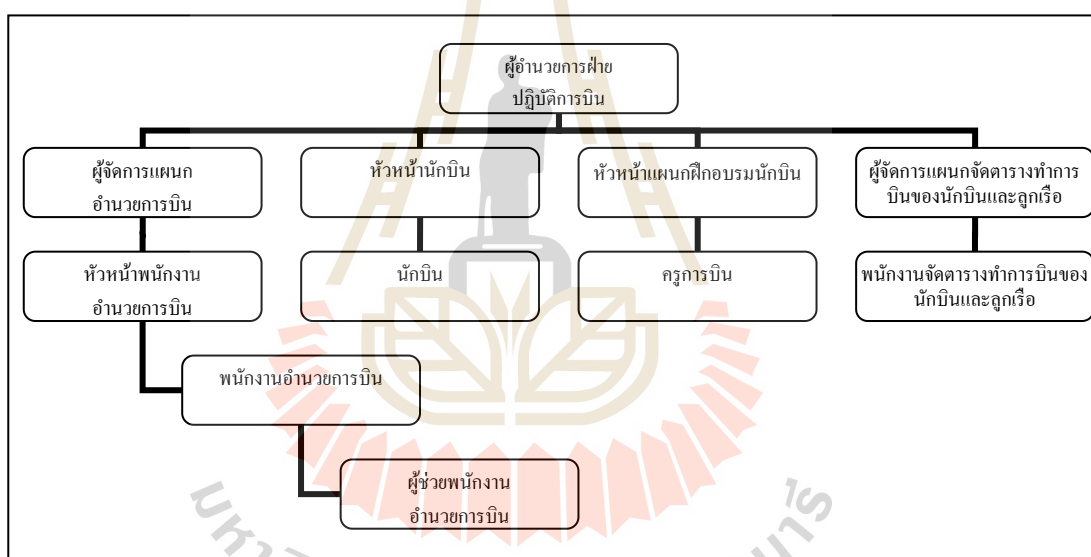 ผู้อำนวยการฝ่าย
ปฏิบัติการบิน
ผู้จัดการแผนก
อำนวยการบิน
หัวหน้านักบิน
หัวหน้าแผนกฝึกอบรมนักบิน
ผู้จัดการแผนกจัดตารางทำการ
บินของนักบินและลูกเรือ
หัวหน้าพนักงาน
อำนวยการบิน
นักบิน
ครูการบิน
พนักงานจัดตารางทำการบินของ
นักบินและลูกเรือ
พนักงานอำนวยการบิน
ผู้ช่วยพนักงาน
อำนวยการบิน